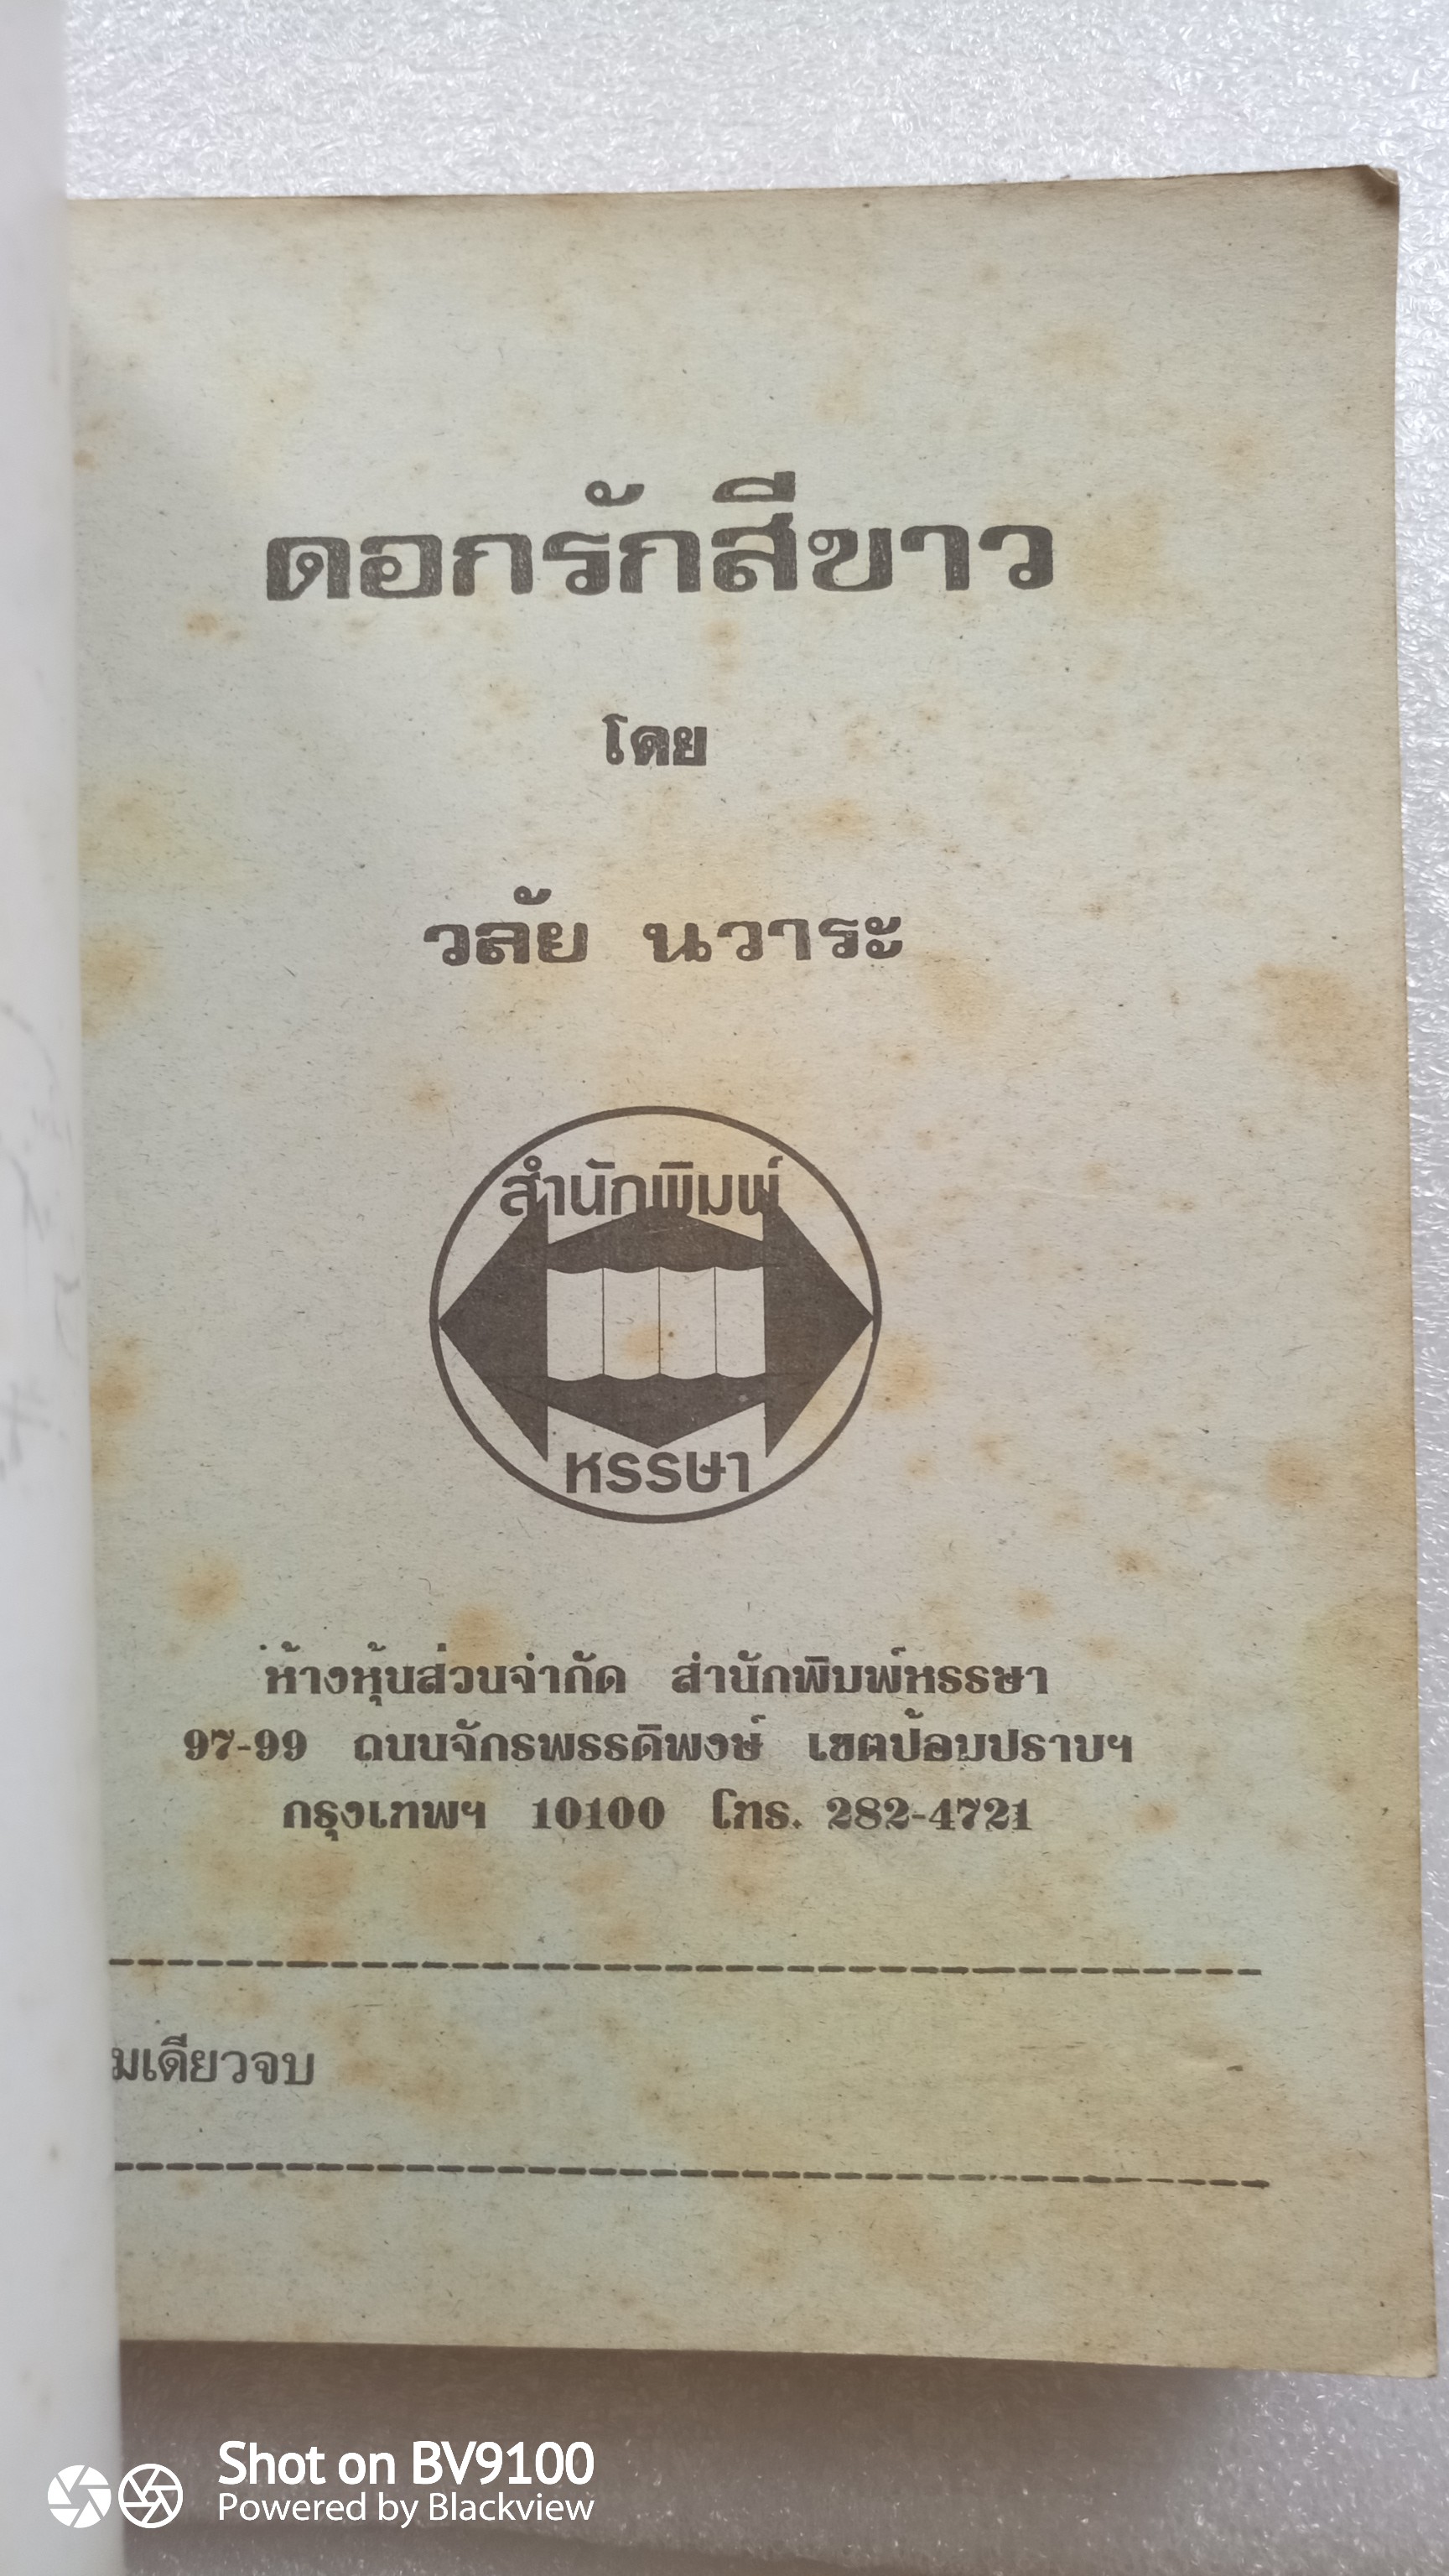 ดอกรักสีขาว
โดย
วลัย นวาระ
สำนักพิมพ์
หรรษา
ห้างหุ้นส่วนจำกัด สำนักพิมพ์หรรษา
97-99 ถนนจักรพรรดิพงษ์ เขตป้อมปราบฯ
กรุงเทพฯ 10100 โทร. 282-4721
มเดียวจบ
Shot on BV9100
Powered by Blackview